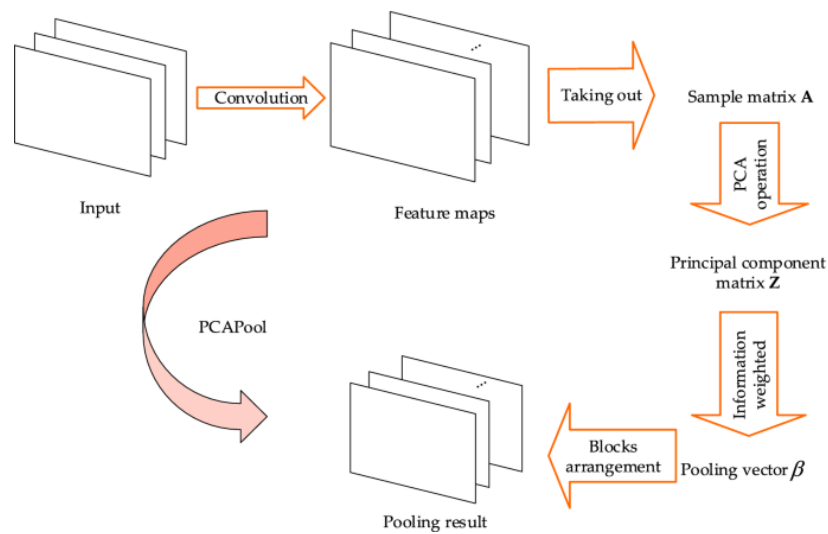 Convolution
Taking out
Sample matrix A
Input
Feature maps
PCA
operation
Principal component
matrix Z
PCAPool
Information
weighted
Blocks
arrangement
Pooling vector β
Pooling result